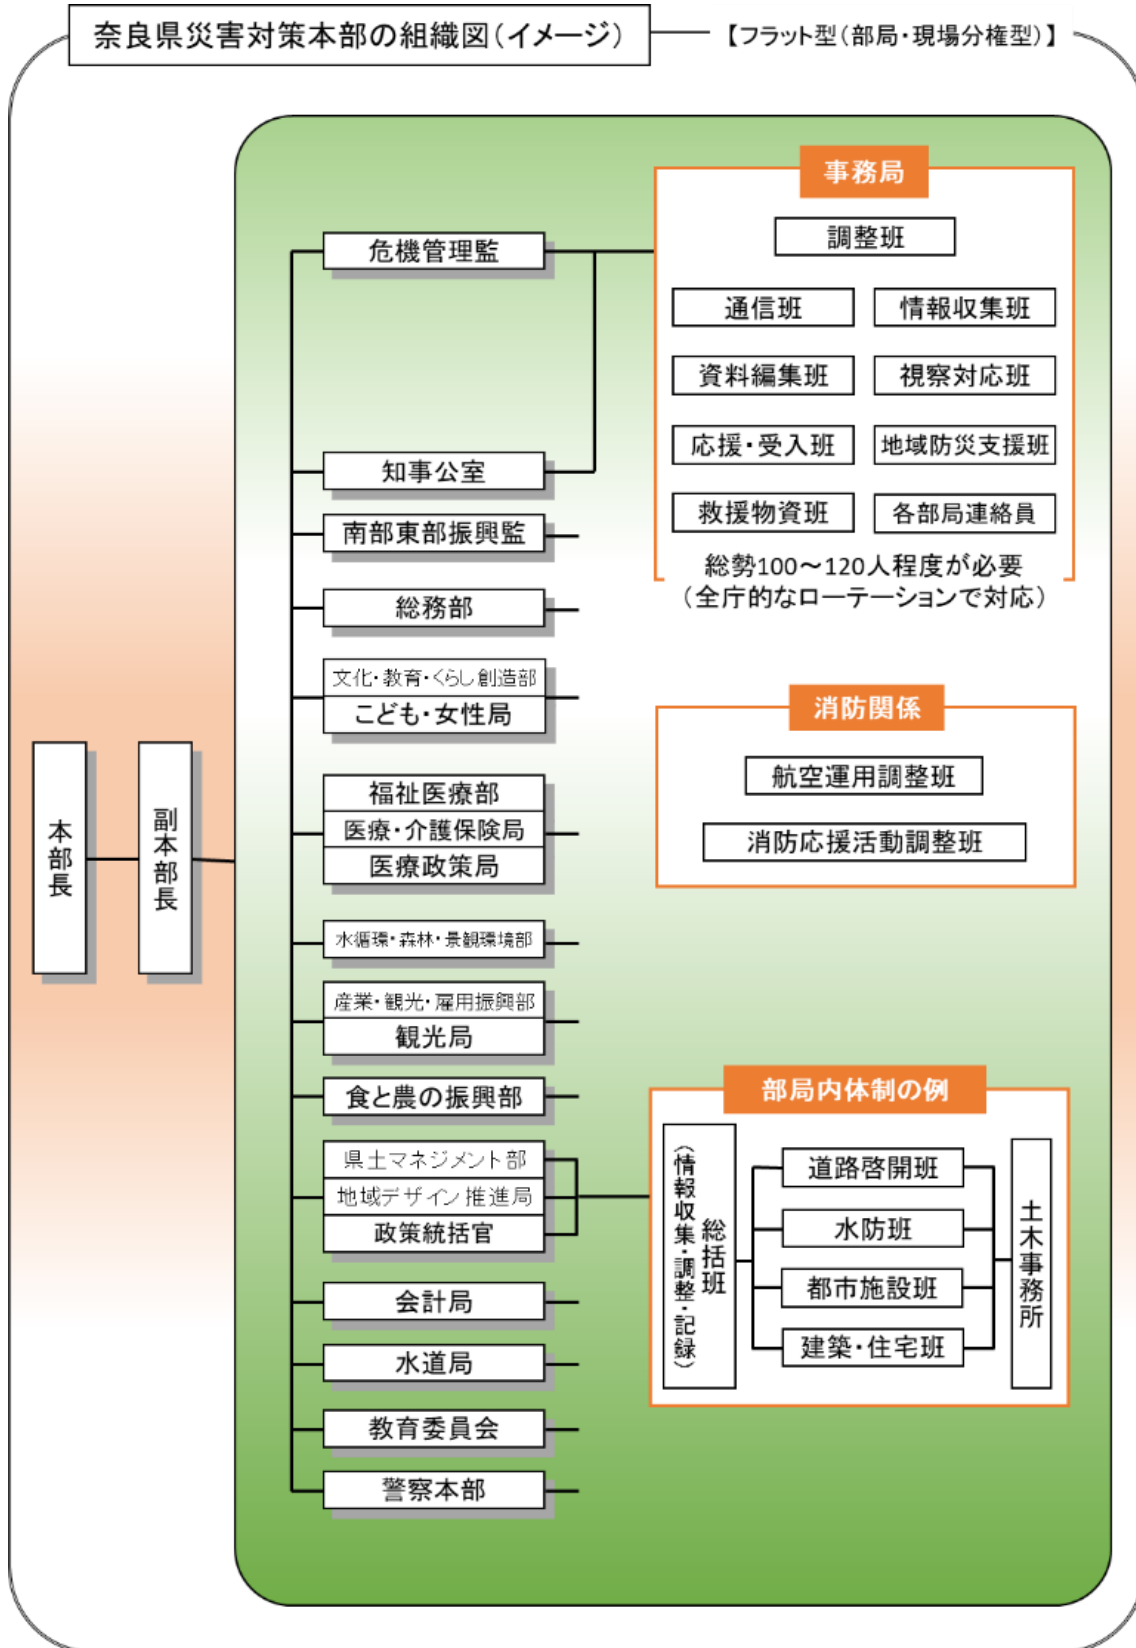 奈良県災害対策本部の組織図(イメージ)
【フラット型(部局・現場分権型)】
本部長
副本部長
危機管理監
知事公室
南部東部振興監
総務部
文化・教育・くらし創造部
こども・女性局
福祉医療部
医療・介護保険局
医療政策局
水循環・森林・景観環境部
産業・観光・雇用振興部
観光局
食と農の振興部
県土マネジメント部
地域デザイン推進局
政策統括官
会計局
水道局
教育委員会
警察本部
事務局
調整班
通信班
情報収集班
資料編集班
視察対応班
応援・受入班
地域防災支援班
救援物資班
各部局連絡員
総勢100～120人程度が必要
(全庁的なローテーションで対応)
消防関係
航空運用調整班
消防応援活動調整班
部局内体制の例
総括班
(情報収集・調整・記録)
道路啓開班
水防班
都市施設班
建築・住宅班
土木事務所